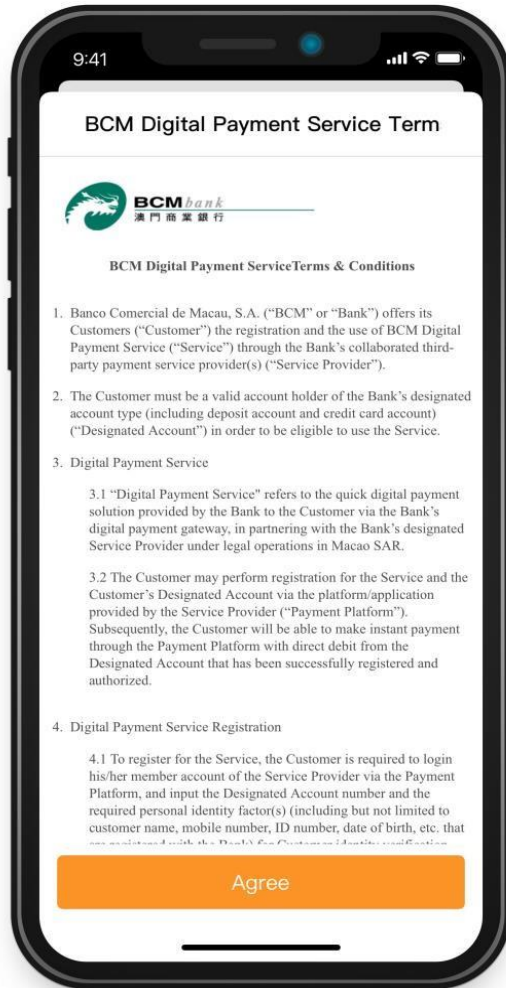 9:41
BCM Digital Payment Service Term
BCM bank
澳門商業銀行
BCM Digital Payment ServiceTerms & Conditions
1. Banco Comercial de Macau, S.A. (“BCM” or “Bank”) offers its
Customers (“Customer”) the registration and the use of BCM Digital
Payment Service (“Service”) through the Bank’s collaborated third-
party payment service provider(s) (“Service Provider”).
2. The Customer must be a valid account holder of the Bank’s designated
account type (including deposit account and credit card account)
(“Designated Account”) in order to be eligible to use the Service.
3. Digital Payment Service
3.1 “Digital Payment Service" refers to the quick digital payment
solution provided by the Bank to the Customer via the Bank’s
digital payment gateway, in partnering with the Bank’s designated
Service Provider under legal operations in Macao SAR.
3.2 The Customer may perform registration for the Service and the
Customer’s Designated Account via the platform/application
provided by the Service Provider (“Payment Platform”).
Subsequently, the Customer will be able to make instant payment
through the Payment Platform with direct debit from the
Designated Account that has been successfully registered and
authorized.
4. Digital Payment Service Registration
4.1 To register for the Service, the Customer is required to login
his/her member account of the Service Provider via the Payment
Platform, and input the Designated Account number and the
required personal identity factor(s) (including but not limited to
customer name, mobile number, ID number, date of birth, etc. that
are registered with the Bank) for Customer identity verification
Agree